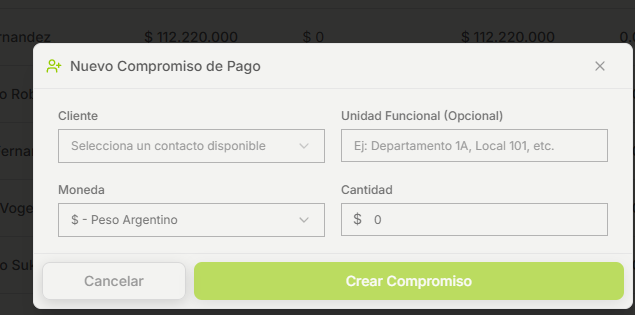 rnandez $ 112.220.000 $ 0 $ 112.220.000 0,
Nuevo Compromiso de Pago
Cliente Unidad Funcional (Opcional)
Selecciona un contacto disponible Ej: Departamento 1A, Local 101, etc.
Moneda Cantidad
$ - Peso Argentino $ 0
Cancelar Crear Compromiso
o Rob
Fernan
Voge
o Suk